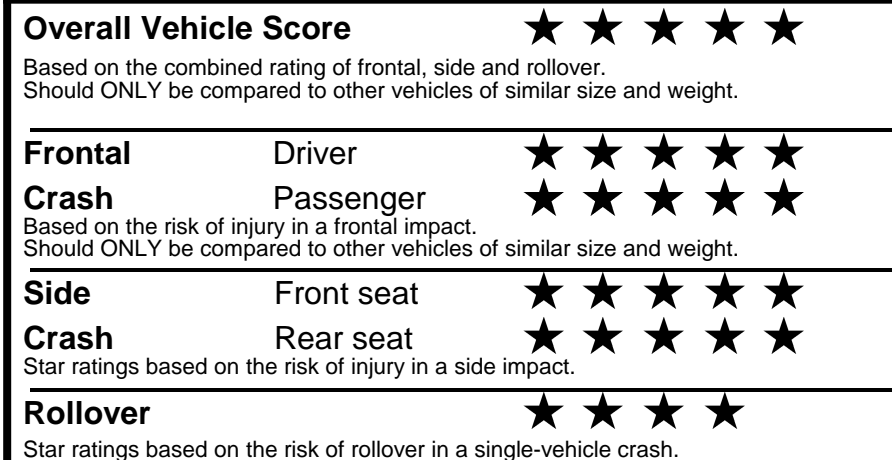 Overall Vehicle Score ★ ★ ★ ★ ★
Based on the combined rating of frontal, side and rollover.
Should ONLY be compared to other vehicles of similar size and weight.
Frontal Driver ★ ★ ★ ★ ★
Crash Passenger ★ ★ ★ ★ ★
Based on the risk of injury in a frontal impact.
Should ONLY be compared to other vehicles of similar size and weight.
Side Front seat ★ ★ ★ ★ ★
Crash Rear seat ★ ★ ★ ★ ★
Star ratings based on the risk of injury in a side impact.
Rollover ★ ★ ★ ★
Star ratings based on the risk of rollover in a single-vehicle crash.